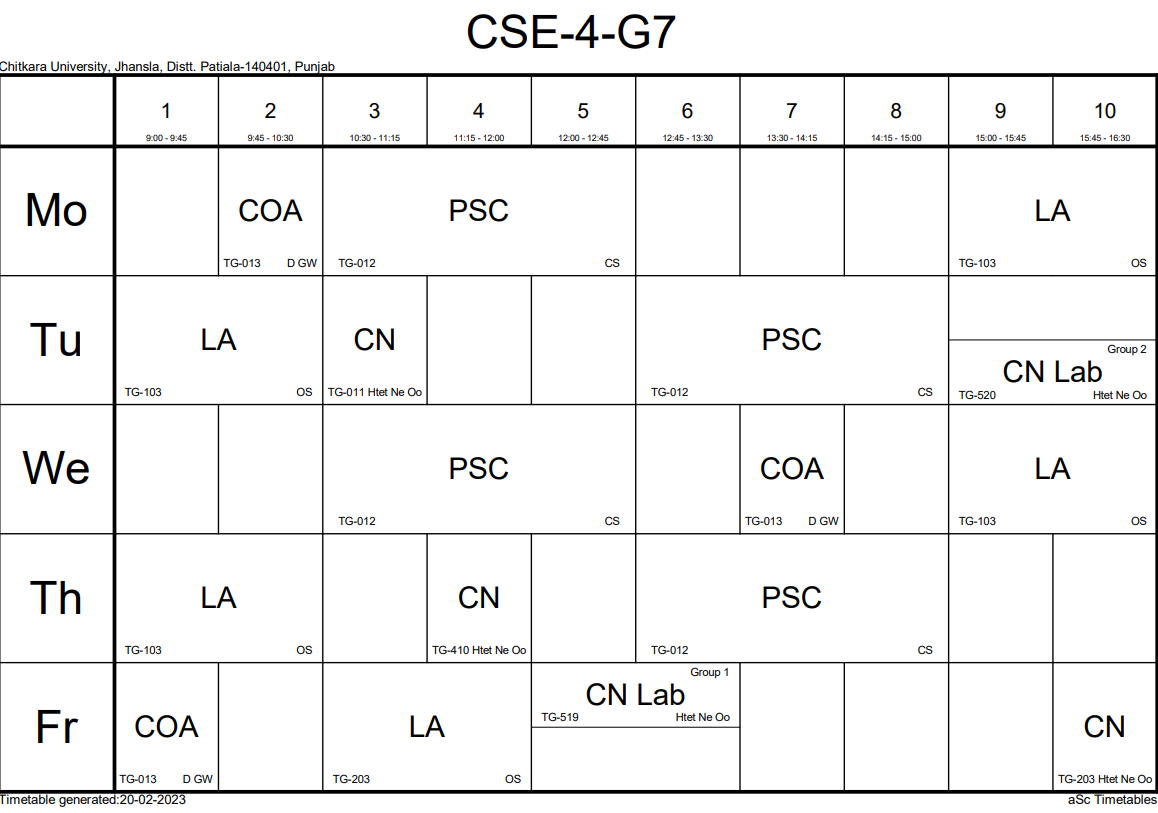 CSE-4-G7
Chitkara University, Jhansla, Distt. Patiala-140401, Punjab
1 2 3 4 5 6 7 8 9 10
9:00 - 9:45 9:45 - 10:30 10:30 - 11:15 11:15 - 12:00 12:00 - 12:45 12:45 - 13:30 13:30 - 14:15 14:15 - 15:00 15:00 - 15:45 15:45 - 16:30
Mo COA PSC LA
TG-013 D GW TG-012 CS TG-103 OS
Tu LA CN PSC
Group 2
CN Lab
TG-103 OS TG-011 Htet Ne Oo TG-012 CS TG-520 Htet Ne Oo
We PSC COA LA
TG-012 CS TG-013 D GW TG-103 OS
Th LA CN PSC
TG-103 OS TG-410 Htet Ne Oo TG-012 CS
Group 1
CN Lab
TG-519 Htet Ne Oo
Fr COA LA CN
TG-013 D GW TG-203 OS TG-203 Htet Ne Oo
Timetable generated:20-02-2023 aSc Timetables